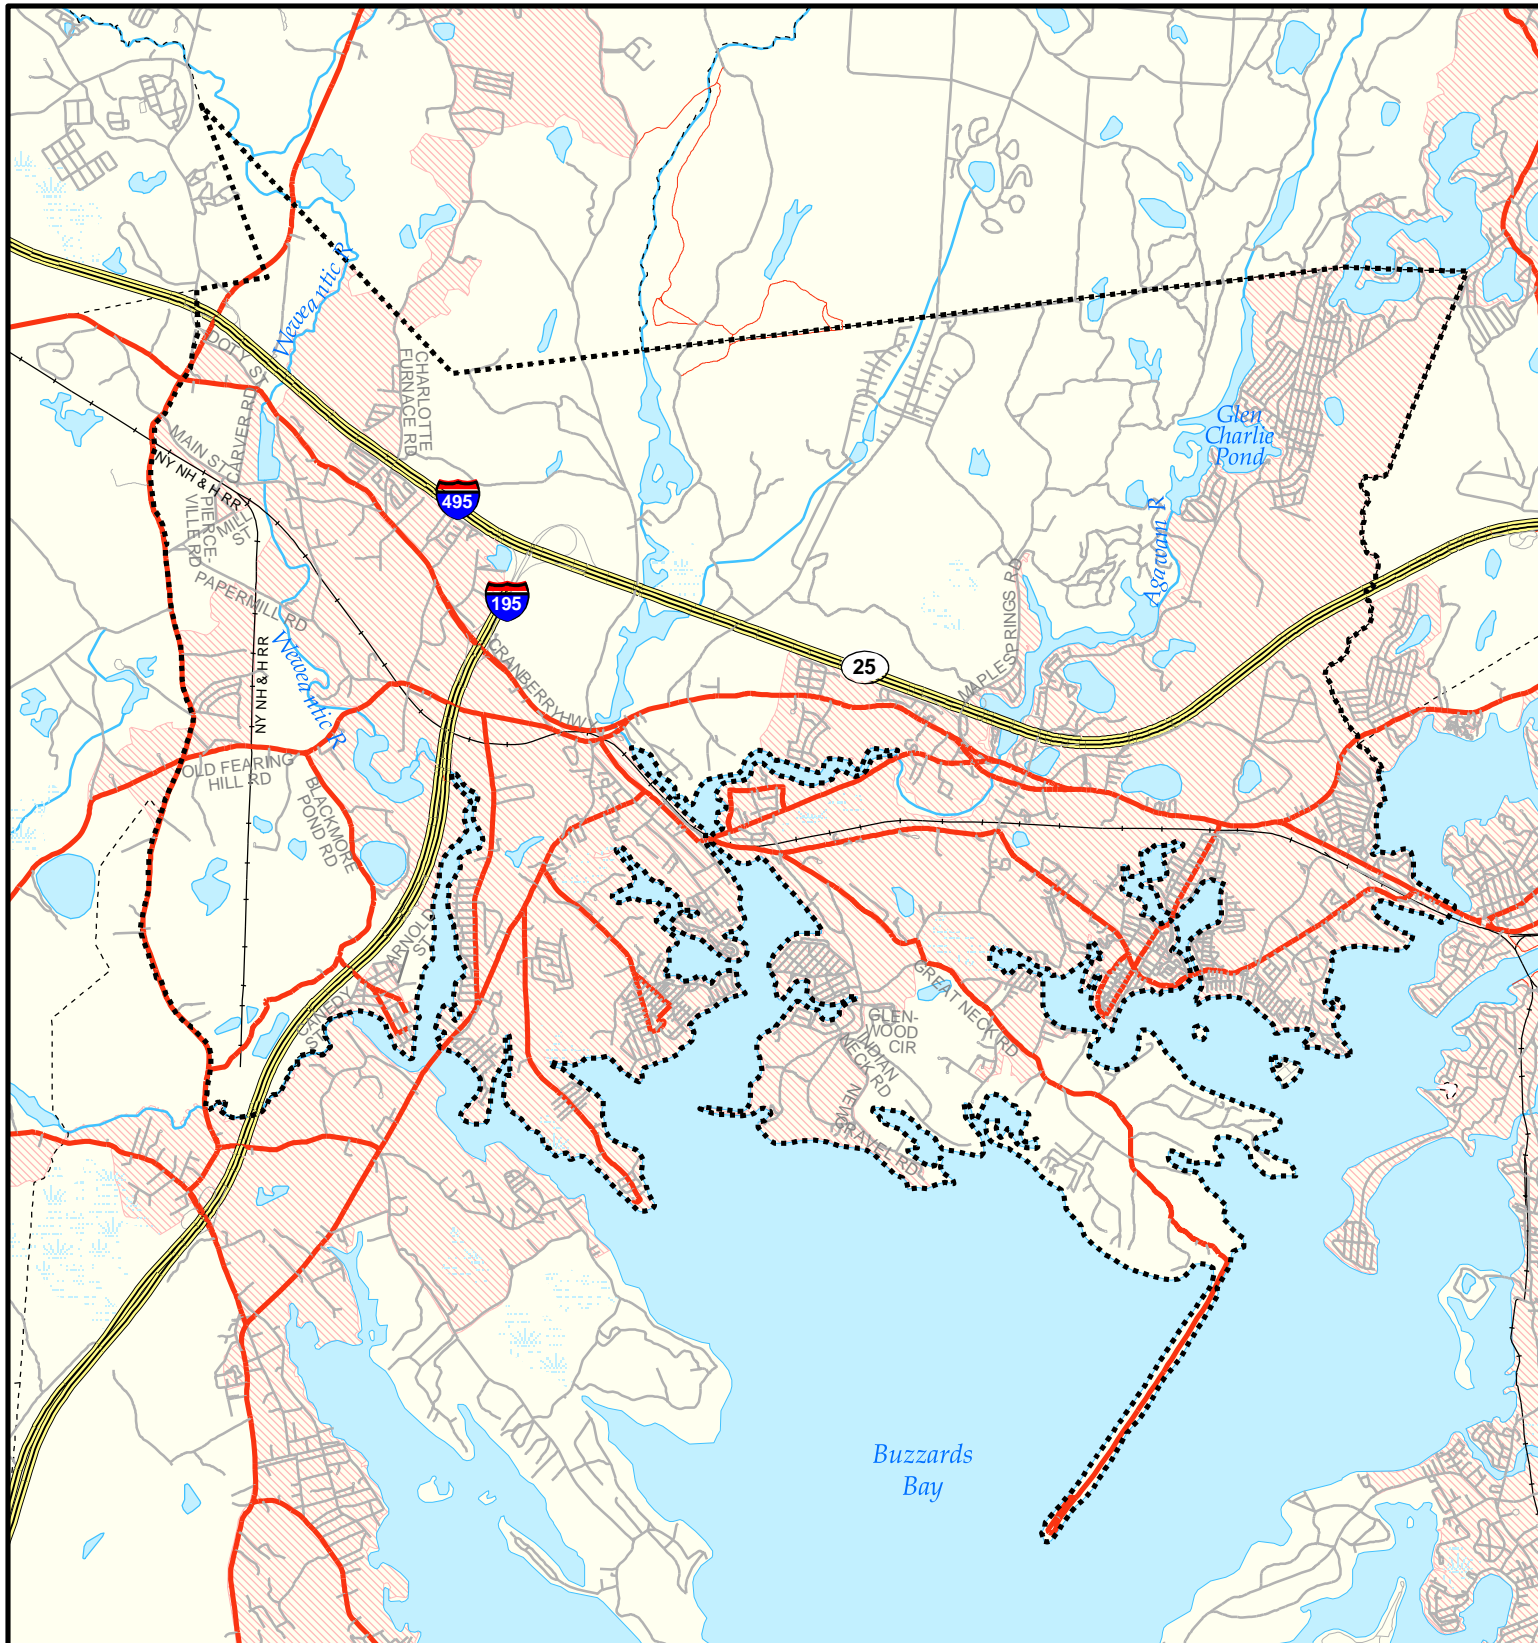 Weweantic R
DOTY ST
CHARLOTTE
FURNACE RD
CARVER RD
MAIN ST
NY NH & H RR
PIERCE-
VILLE RD
MILL
ST
495
Glen
Charlie
Pond
Agawam R
PAPERMILL RD
195
Weweantic R
NY NH & H RR
CRANBERRY HW
25
MAPLE SPRINGS RD
OLD FEARING
HILL RD
BLACKMORE
POND RD
ARNOLD
ST
GREAT NECK RD
GLEN-
WOOD
CIR
INDIAN
NECK RD
NEW
GRAVEL RD
Buzzards
Bay